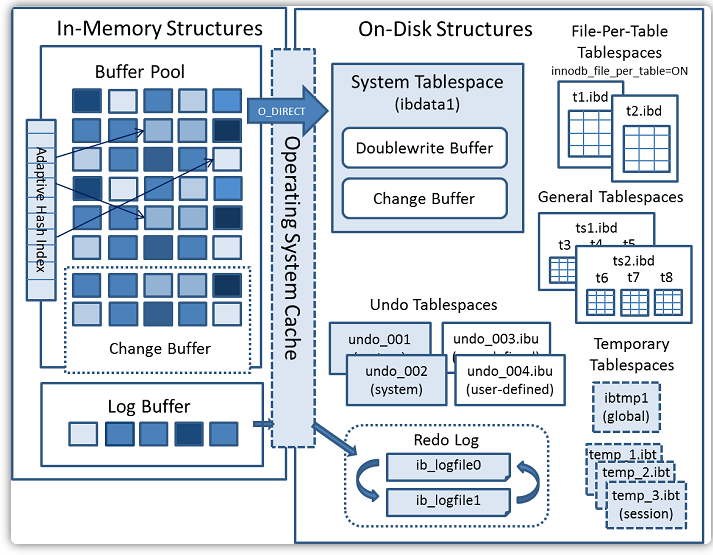 In-Memory Structures
Buffer Pool
Adaptive Hash Index
Change Buffer
Log Buffer
O_DIRECT
Operating System Cache
On-Disk Structures
System Tablespace
(ibdata1)
Doublewrite Buffer
Change Buffer
File-Per-Table
Tablespaces
innodb_file_per_table=ON
t1.ibd
t2.ibd
General Tablespaces
ts1.ibd
t3 t4 t5
ts2.ibd
t6 t7 t8
Undo Tablespaces
undo_001
undo_002
(system)
undo_003.ibu
undo_004.ibu
(user-defined)
Temporary
Tablespaces
ibtmp1
(global)
temp_1.ibt
temp_2.ibt
temp_3.ibt
(session)
Redo Log
ib_logfile0
ib_logfile1